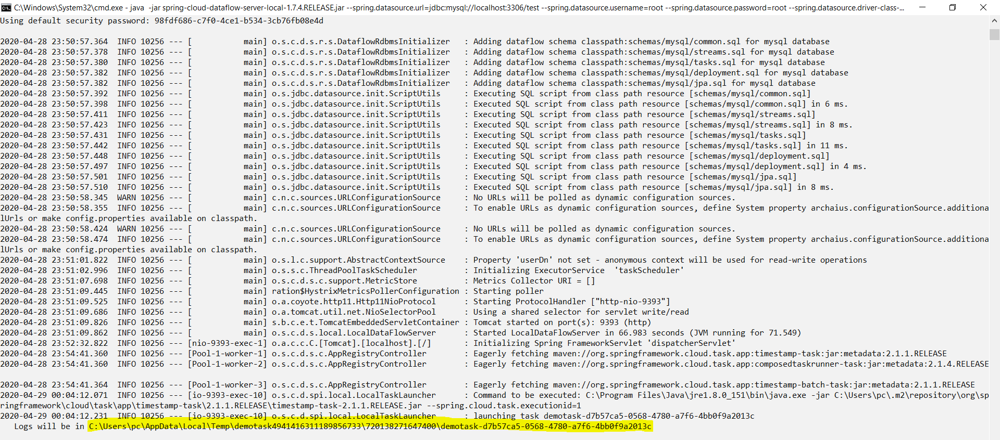 C:\Windows\System32\cmd.exe - java  -jar spring-cloud-dataflow-server-local-1.7.4.RELEASE.jar --spring.datasource.url=jdbc:mysql://localhost:3306/test --spring.datasource.username=root --spring.datasource.password=root --spring.datasource.driver-class-...
Using default security password: 98fdf686-c7f0-4ce1-b534-3cb76fb08e4d
2020-04-28 23:50:57.364  INFO 10256 --- [           main] o.s.c.d.s.r.s.DataflowRdbmsInitializer   : Adding dataflow schema classpath:schemas/mysql/common.sql for mysql database
2020-04-28 23:50:57.378  INFO 10256 --- [           main] o.s.c.d.s.r.s.DataflowRdbmsInitializer   : Adding dataflow schema classpath:schemas/mysql/streams.sql for mysql database
2020-04-28 23:50:57.380  INFO 10256 --- [           main] o.s.c.d.s.r.s.DataflowRdbmsInitializer   : Adding dataflow schema classpath:schemas/mysql/tasks.sql for mysql database
2020-04-28 23:50:57.382  INFO 10256 --- [           main] o.s.c.d.s.r.s.DataflowRdbmsInitializer   : Adding dataflow schema classpath:schemas/mysql/deployment.sql for mysql database
2020-04-28 23:50:57.382  INFO 10256 --- [           main] o.s.c.d.s.r.s.DataflowRdbmsInitializer   : Adding dataflow schema classpath:schemas/mysql/jpa.sql for mysql database
2020-04-28 23:50:57.392  INFO 10256 --- [           main] o.s.jdbc.datasource.init.ScriptUtils     : Executing SQL script from class path resource [schemas/mysql/common.sql]
2020-04-28 23:50:57.398  INFO 10256 --- [           main] o.s.jdbc.datasource.init.ScriptUtils     : Executed SQL script from class path resource [schemas/mysql/common.sql] in 6 ms.
2020-04-28 23:50:57.411  INFO 10256 --- [           main] o.s.jdbc.datasource.init.ScriptUtils     : Executing SQL script from class path resource [schemas/mysql/streams.sql]
2020-04-28 23:50:57.423  INFO 10256 --- [           main] o.s.jdbc.datasource.init.ScriptUtils     : Executed SQL script from class path resource [schemas/mysql/streams.sql] in 8 ms.
2020-04-28 23:50:57.431  INFO 10256 --- [           main] o.s.jdbc.datasource.init.ScriptUtils     : Executing SQL script from class path resource [schemas/mysql/tasks.sql]
2020-04-28 23:50:57.442  INFO 10256 --- [           main] o.s.jdbc.datasource.init.ScriptUtils     : Executed SQL script from class path resource [schemas/mysql/tasks.sql] in 11 ms.
2020-04-28 23:50:57.448  INFO 10256 --- [           main] o.s.jdbc.datasource.init.ScriptUtils     : Executing SQL script from class path resource [schemas/mysql/deployment.sql]
2020-04-28 23:50:57.497  INFO 10256 --- [           main] o.s.jdbc.datasource.init.ScriptUtils     : Executed SQL script from class path resource [schemas/mysql/deployment.sql] in 4 ms.
2020-04-28 23:50:57.501  INFO 10256 --- [           main] o.s.jdbc.datasource.init.ScriptUtils     : Executing SQL script from class path resource [schemas/mysql/jpa.sql]
2020-04-28 23:50:57.510  INFO 10256 --- [           main] o.s.jdbc.datasource.init.ScriptUtils     : Executed SQL script from class path resource [schemas/mysql/jpa.sql] in 8 ms.
2020-04-28 23:50:58.345  WARN 10256 --- [           main] c.n.c.sources.URLConfigurationSource     : No URLs will be polled as dynamic configuration sources.
2020-04-28 23:50:58.355  INFO 10256 --- [           main] c.n.c.sources.URLConfigurationSource     : To enable URLs as dynamic configuration sources, define System property archaius.configurationSource.additiona
lUrls or make config.properties available on classpath.
2020-04-28 23:50:58.424  WARN 10256 --- [           main] c.n.c.sources.URLConfigurationSource     : No URLs will be polled as dynamic configuration sources.
2020-04-28 23:50:58.474  INFO 10256 --- [           main] c.n.c.sources.URLConfigurationSource     : To enable URLs as dynamic configuration sources, define System property archaius.configurationSource.additiona
lUrls or make config.properties available on classpath.
2020-04-28 23:51:01.822  INFO 10256 --- [           main] o.s.l.c.support.AbstractContextSource    : Property 'userDn' not set - anonymous context will be used for read-write operations
2020-04-28 23:51:02.996  INFO 10256 --- [           main] o.s.s.c.ThreadPoolTaskScheduler          : Initializing ExecutorService  'taskScheduler'
2020-04-28 23:51:07.698  INFO 10256 --- [           main] o.s.c.d.s.c.support.MetricStore          : Metrics Collector URI = []
2020-04-28 23:51:09.445  INFO 10256 --- [           main] ration$HystrixMetricsPollerConfiguration : Starting poller
2020-04-28 23:51:09.525  INFO 10256 --- [           main] o.a.coyote.http11.Http11NioProtocol      : Starting ProtocolHandler ["http-nio-9393"]
2020-04-28 23:51:09.686  INFO 10256 --- [           main] o.a.tomcat.util.net.NioSelectorPool      : Using a shared selector for servlet write/read
2020-04-28 23:51:09.826  INFO 10256 --- [           main] s.b.c.e.t.TomcatEmbeddedServletContainer : Tomcat started on port(s): 9393 (http)
2020-04-28 23:51:09.862  INFO 10256 --- [           main] o.s.c.d.s.local.LocalDataFlowServer      : Started LocalDataFlowServer in 66.983 seconds (JVM running for 71.549)
2020-04-28 23:52:32.822  INFO 10256 --- [nio-9393-exec-1] o.a.c.c.C.[Tomcat].[localhost].[/]       : Initializing Spring FrameworkServlet 'dispatcherServlet'
2020-04-28 23:54:41.360  INFO 10256 --- [Pool-1-worker-1] o.s.c.d.s.c.AppRegistryController        : Eagerly fetching maven://org.springframework.cloud.task.app:timestamp-task:jar:metadata:2.1.1.RELEASE
2020-04-28 23:54:41.360  INFO 10256 --- [Pool-1-worker-2] o.s.c.d.s.c.AppRegistryController        : Eagerly fetching maven://org.springframework.cloud.task.app:composedtaskrunner-task:jar:metadata:2.1.4.RELEASE
2020-04-28 23:54:41.364  INFO 10256 --- [Pool-1-worker-3] o.s.c.d.s.c.AppRegistryController        : Eagerly fetching maven://org.springframework.cloud.task.app:timestamp-batch-task:jar:metadata:2.1.1.RELEASE
2020-04-29 00:04:12.071  INFO 10256 --- [io-9393-exec-10] o.s.c.d.spi.local.LocalTaskLauncher      : Command to be executed: C:\Program Files\Java\jre1.8.0_151\bin\java.exe -jar C:\Users\pc\.m2\repository\org\sp
ringframework\cloud\task\app\timestamp-task\2.1.1.RELEASE\timestamp-task-2.1.1.RELEASE.jar --spring.cloud.task.executionid=1
2020-04-29 00:04:12.231  INFO 10256 --- [io-9393-exec-10] o.s.c.d.spi.local.LocalTaskLauncher      : launching task demotask-d7b57ca5-0568-4780-a7f6-4bb0f9a2013c
   Logs will be in C:\Users\pc\AppData\Local\Temp\demotask4941416311189856733\720138271647400\demotask-d7b57ca5-0568-4780-a7f6-4bb0f9a2013c